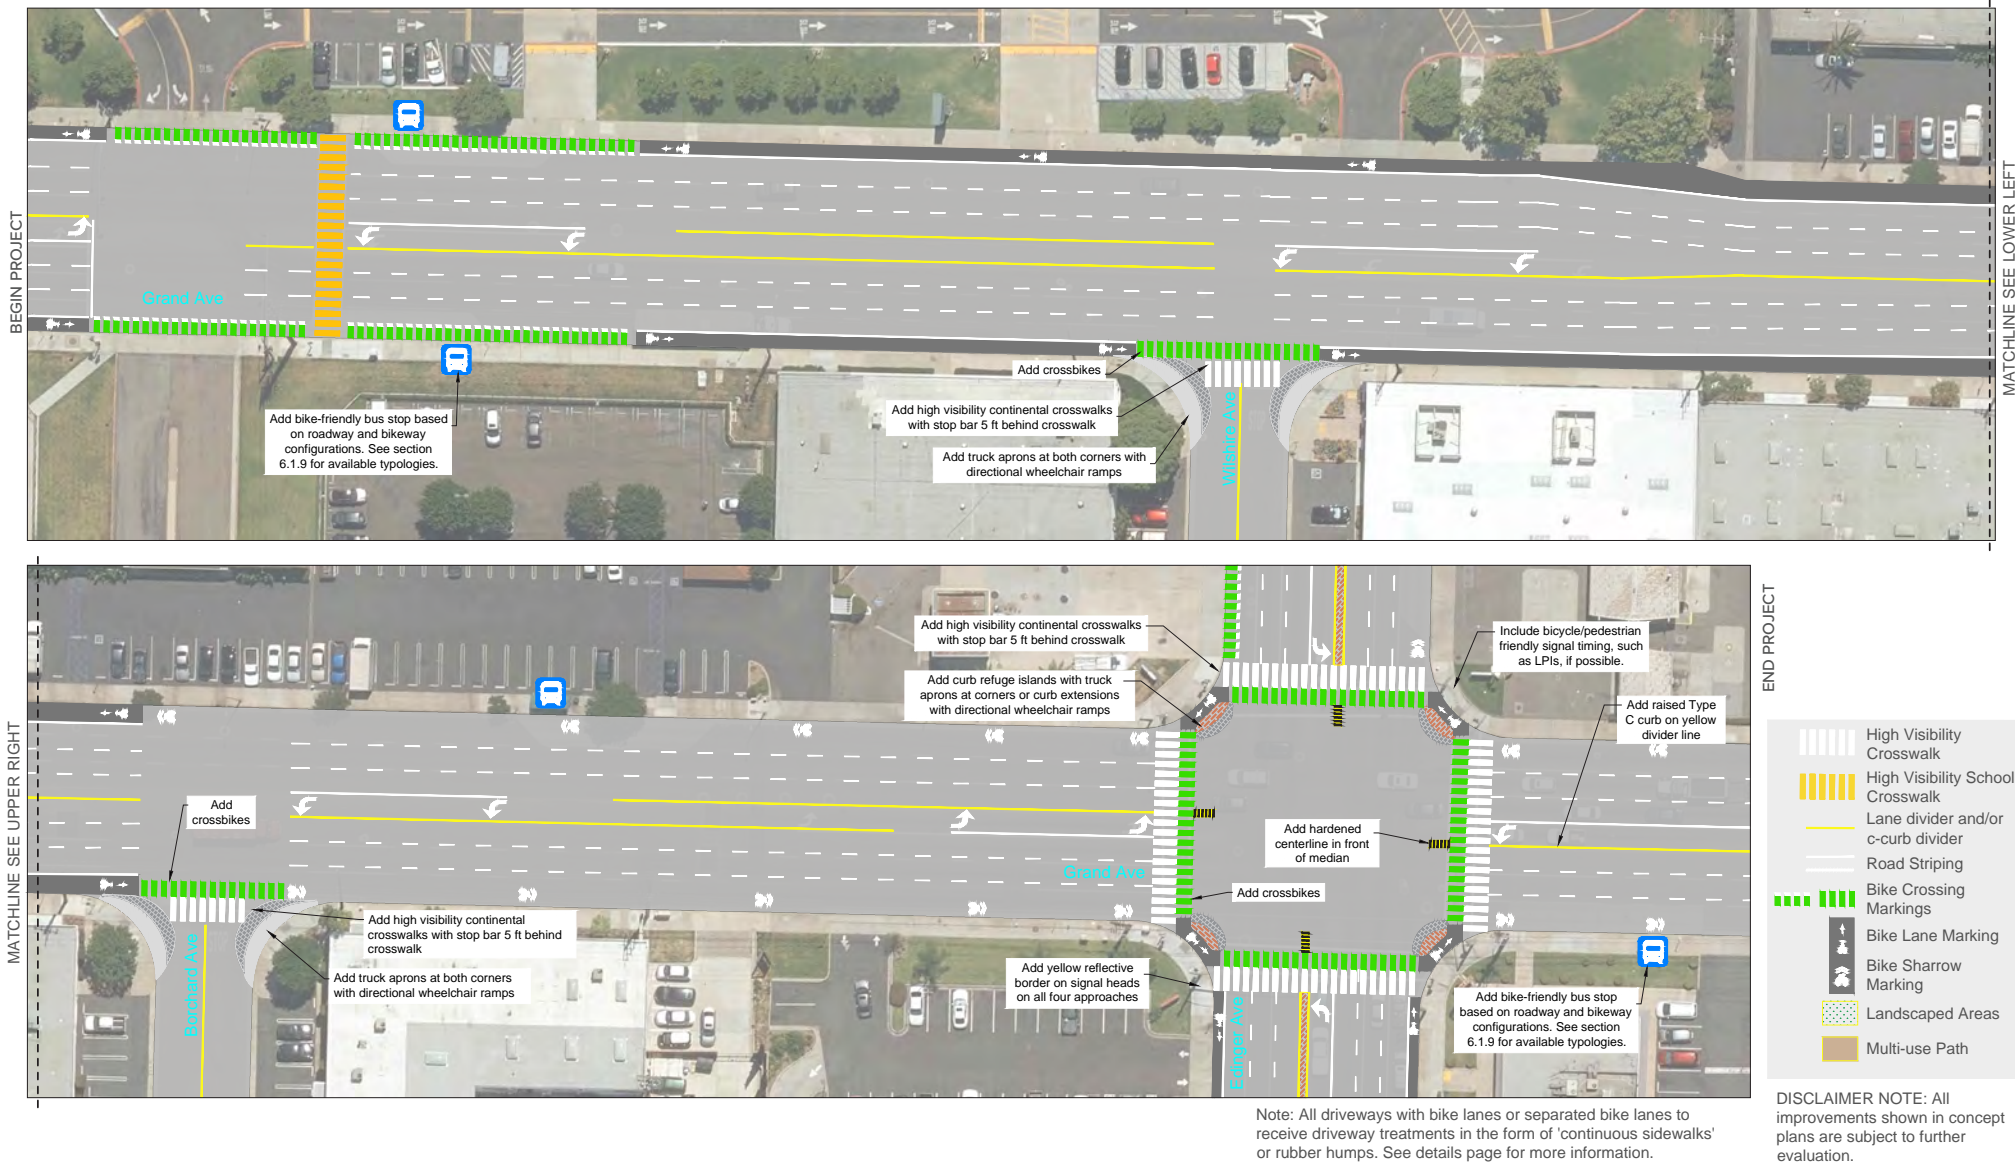 BEGIN PROJECT
MATCHLINE SEE LOWER LEFT
Grand Ave
Add bike-friendly bus stop based
on roadway and bikeway
configurations. See section
6.1.9 for available typologies.
Add crossbikes
Add high visibility continental crosswalks
with stop bar 5 ft behind crosswalk
Add truck aprons at both corners with
directional wheelchair ramps
Wilshire Ave
MATCHLINE SEE UPPER RIGHT
END PROJECT
Add high visibility continental crosswalks
with stop bar 5 ft behind crosswalk
Add curb refuge islands with truck
aprons at corners or curb extensions
with directional wheelchair ramps
Include bicycle/pedestrian
friendly signal timing, such
as LPIs, if possible.
Add raised Type
C curb on yellow
divider line
Add
crossbikes
Add hardened
centerline in front
of median
Grand Ave
Add crossbikes
Add high visibility continental
crosswalks with stop bar 5 ft behind
crosswalk
Add truck aprons at both corners
with directional wheelchair ramps
Borchard Ave
Add yellow reflective
border on signal heads
on all four approaches
Edinger Ave
Add bike-friendly bus stop
based on roadway and bikeway
configurations. See section
6.1.9 for available typologies.
High Visibility
Crosswalk
High Visibility School
Crosswalk
Lane divider and/or
c-curb divider
Road Striping
Bike Crossing
Markings
Bike Lane Marking
Bike Sharrow
Marking
Landscaped Areas
Multi-use Path
Note: All driveways with bike lanes or separated bike lanes to
receive driveway treatments in the form of 'continuous sidewalks'
or rubber humps. See details page for more information.
DISCLAIMER NOTE: All
improvements shown in concept
plans are subject to further
evaluation.